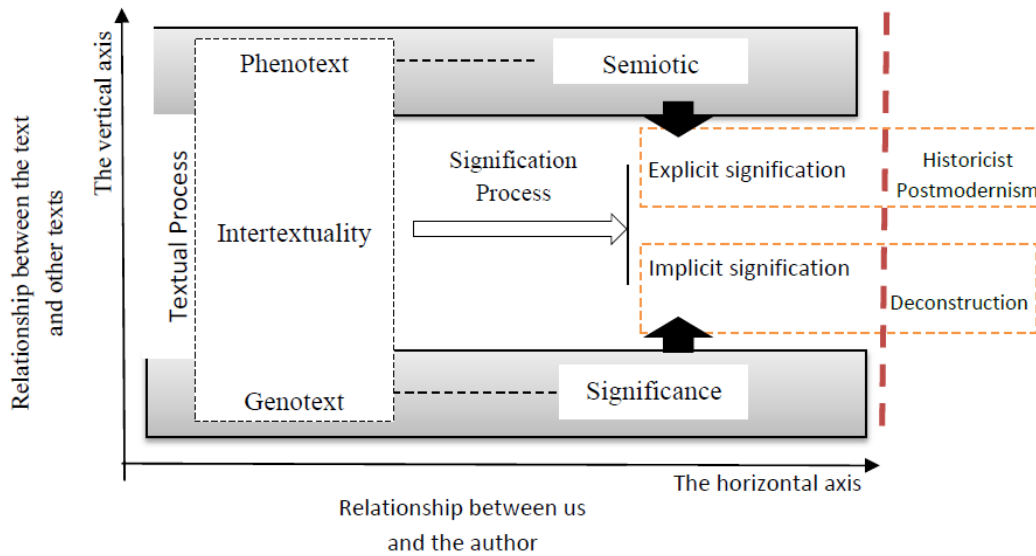 Relationship between the text
and other texts
The vertical axis
Textual Process
Phenotext
Semiotic
Signification
Process
Explicit signification
Historicist
Postmodernism
Intertextuality
Implicit signification
Deconstruction
Genotext
Significance
The horizontal axis
Relationship between us
and the author